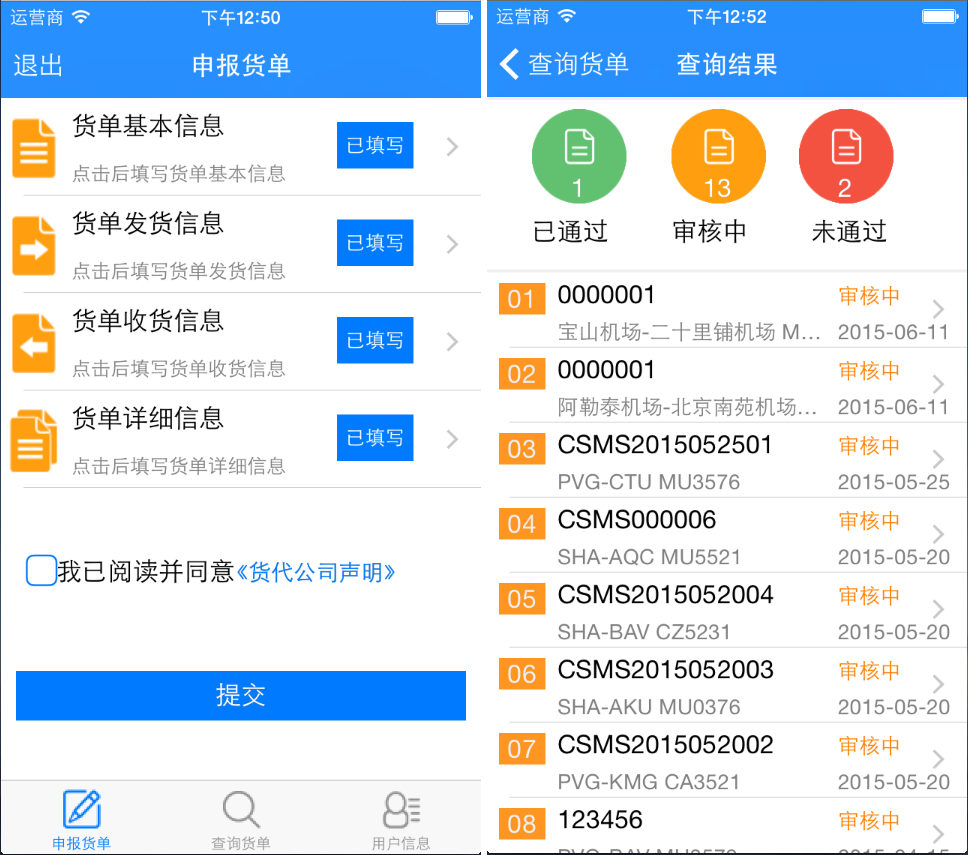 运营商 下午12:50
退出 申报货单
货单基本信息
已填写
点击后填写货单基本信息
货单发货信息
已填写
点击后填写货单发货信息
货单收货信息
已填写
点击后填写货单收货信息
货单详细信息
已填写
点击后填写货单详细信息
我已阅读并同意《货代公司声明》
提交
申报货单 查询货单 用户信息
运营商 下午12:52
查询货单 查询结果
1 13 2
已通过 审核中 未通过
01 0000001 审核中
宝山机场-二十里铺机场 M... 2015-06-11
02 0000001 审核中
阿勒泰机场-北京南苑机场... 2015-06-11
03 CSMS2015052501 审核中
PVG-CTU MU3576 2015-05-25
04 CSMS000006 审核中
SHA-AQC MU5521 2015-05-20
05 CSMS2015052004 审核中
SHA-BAV CZ5231 2015-05-20
06 CSMS2015052003 审核中
SHA-AKU MU0376 2015-05-20
07 CSMS2015052002 审核中
PVG-KMG CA3521 2015-05-20
08 123456 审核中